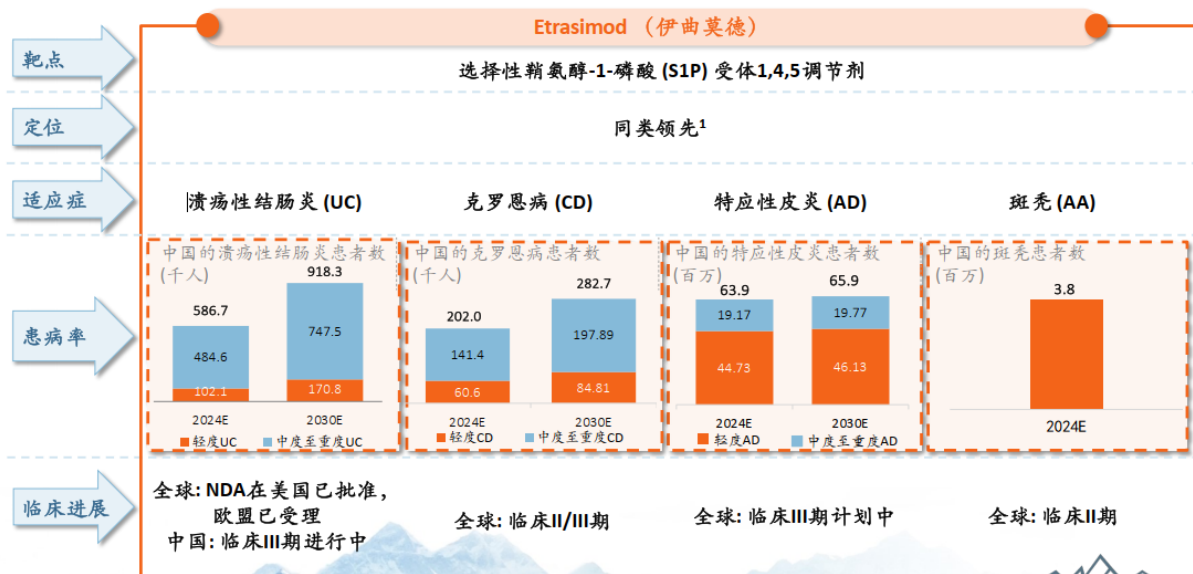 Etrasimod （伊曲莫德）
靶点
选择性鞘氨醇-1-磷酸 (S1P) 受体1,4,5调节剂
定位
同类领先1
适应症
溃疡性结肠炎 (UC)
克罗恩病 (CD)
特应性皮炎 (AD)
斑秃 (AA)
患病率
中国的溃疡性结肠炎患者数
(千人)
918.3
586.7
747.5
484.6
102.1
170.8
2024E
2030E
轻度UC
中度至重度UC
中国的克罗恩病患者数
(千人)
282.7
202.0
197.89
141.4
60.6
84.81
2024E
2030E
轻度CD
中度至重度CD
中国的特应性皮炎患者数
(百万)
63.9
65.9
19.17
19.77
44.73
46.13
2024E
2030E
轻度AD
中度至重度AD
中国的斑秃患者数
(百万)
3.8
2024E
临床进展
全球: NDA在美国已批准，
欧盟已受理
中国: 临床III期进行中
全球: 临床II/III期
全球: 临床III期计划中
全球: 临床II期